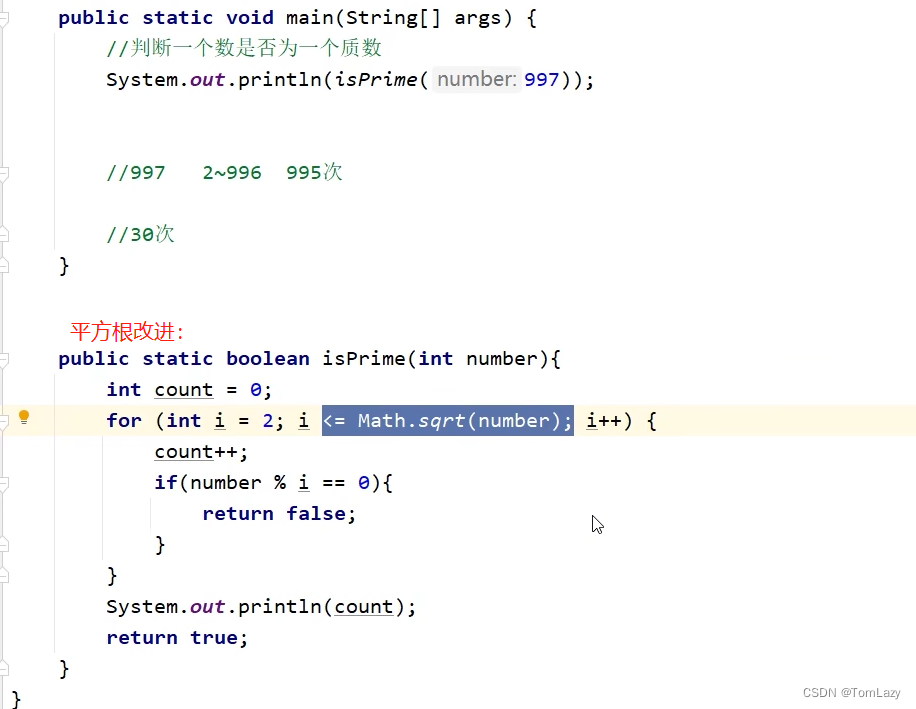 public static void main(String[] args) {
//判断一个数是否为一个质数
System.out.println(isPrime( number: 997));
//997   2~996  995次
//30次
}
平方根改进：
public static boolean isPrime(int number){
int count = 0;
for (int i = 2; i <= Math.sqrt(number); i++) {
count++;
if(number % i == 0){
return false;
}
}
System.out.println(count);
return true;
}
}
CSDN @TomLazy